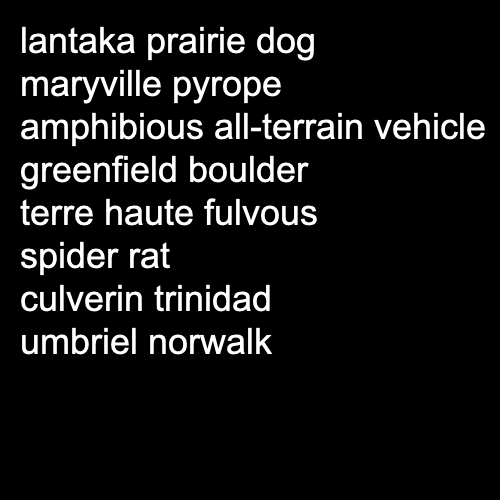 lantaka prairie dog
maryville pyrope
amphibious all-terrain vehicle
greenfield boulder
terre haute fulvous
spider rat
culverin trinidad
umbriel norwalk